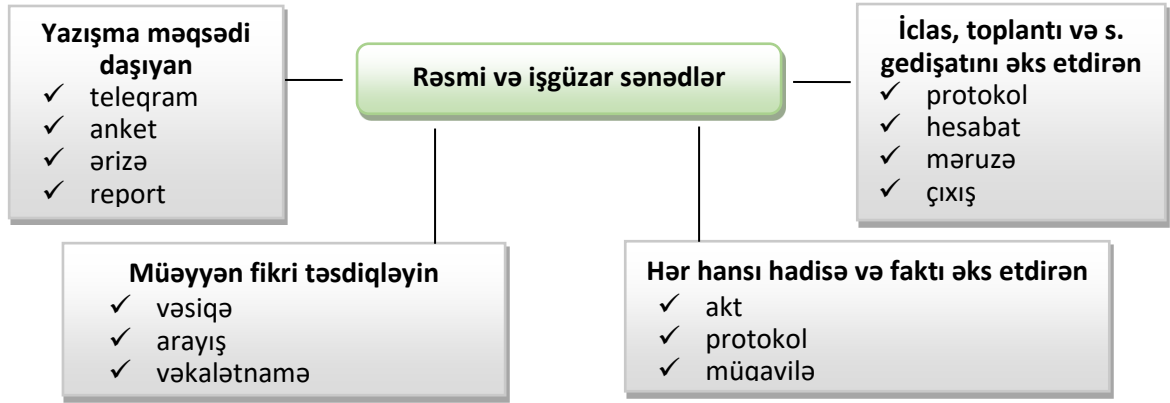 Rəsmi və işgüzar sənədlər
Yazışma məqsədi
daşıyan
✓ teleqram
✓ anket
✓ ərizə
✓ report
İclas, toplantı və s.
gedişatını əks etdirən
✓ protokol
✓ hesabat
✓ məruzə
✓ çıxış
Müəyyən fikri təsdiqləyin
✓ vəsiqə
✓ arayış
✓ vəkalətnamə
Hər hansı hadisə və faktı əks etdirən
✓ akt
✓ protokol
✓ müqavilə